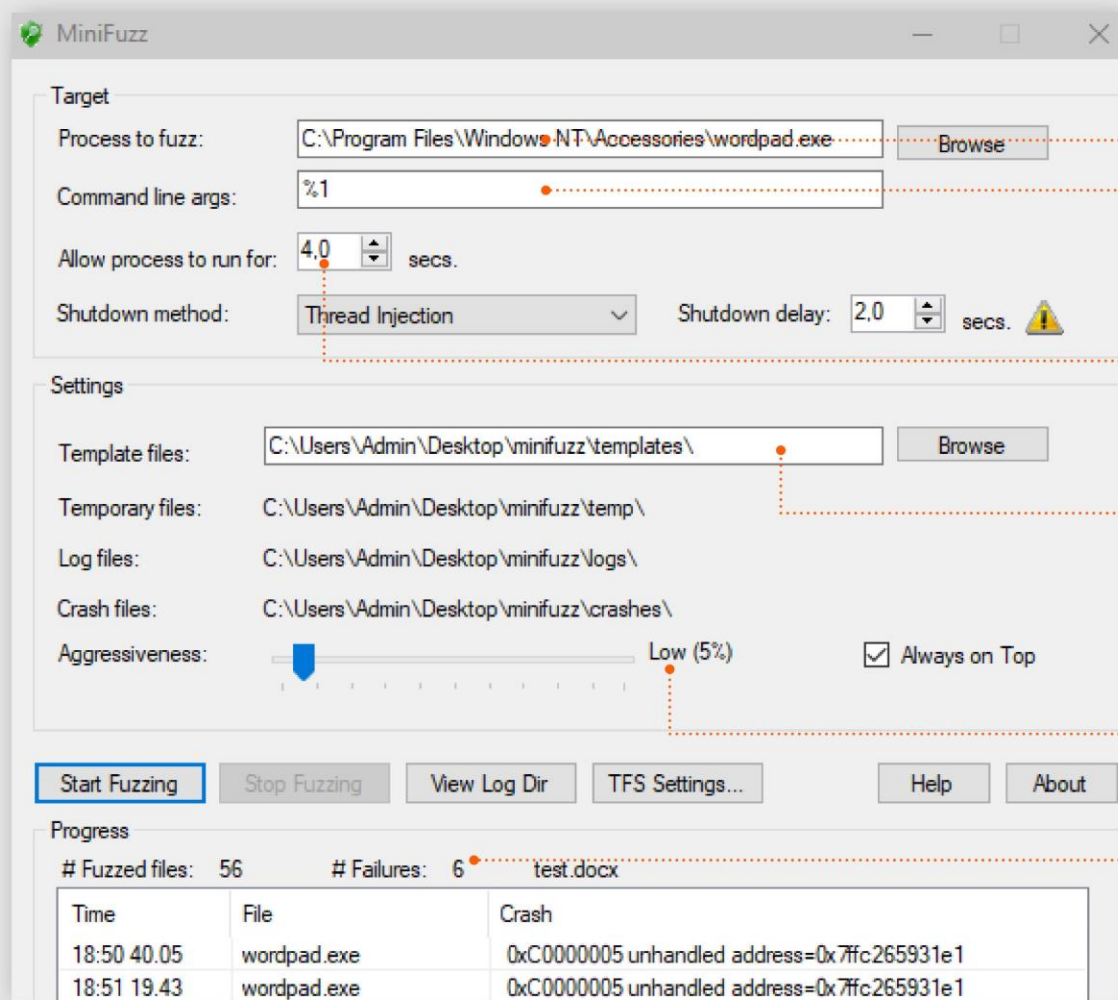 MiniFuzz
Target
Process to fuzz: C:\Program Files\Windows NT\Accessories\wordpad.exe Browse
Command line args: %1
Allow process to run for: 4,0 secs.
Shutdown method: Thread Injection Shutdown delay: 2,0 secs.
Settings
Template files: C:\Users\Admin\Desktop\minifuzz\templates\ Browse
Temporary files: C:\Users\Admin\Desktop\minifuzz\temp\
Log files: C:\Users\Admin\Desktop\minifuzz\logs\
Crash files: C:\Users\Admin\Desktop\minifuzz\crashes\
Aggressiveness: Low (5%) Always on Top
Start Fuzzing Stop Fuzzing View Log Dir TFS Settings... Help About
Progress
# Fuzzed files: 56 # Failures: 6 test.docx
Time File Crash
18:50 40.05 wordpad.exe 0xC0000005 unhandled address=0x7ffc265931e1
18:51 19.43 wordpad.exe 0xC0000005 unhandled address=0x7ffc265931e1